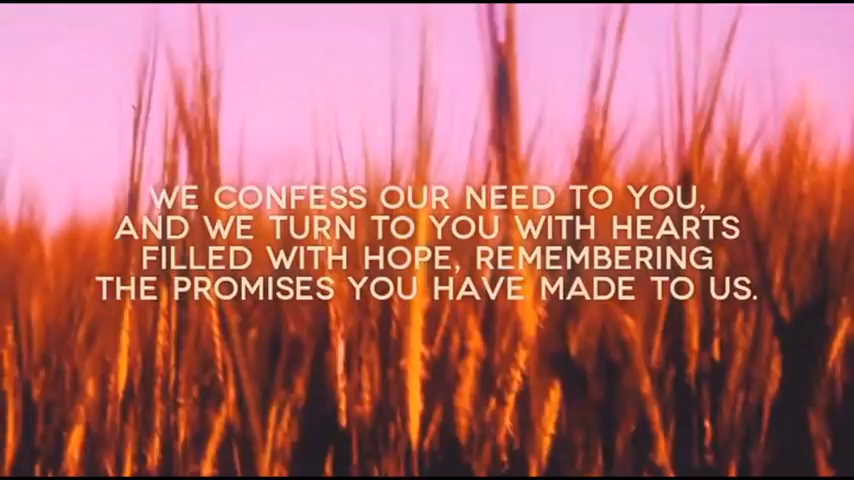 WE CONFESS OUR NEED TO YOU,
AND WE TURN TO YOU WITH HEARTS
FILLED WITH HOPE, REMEMBERING
THE PROMISES YOU HAVE MADE TO US.